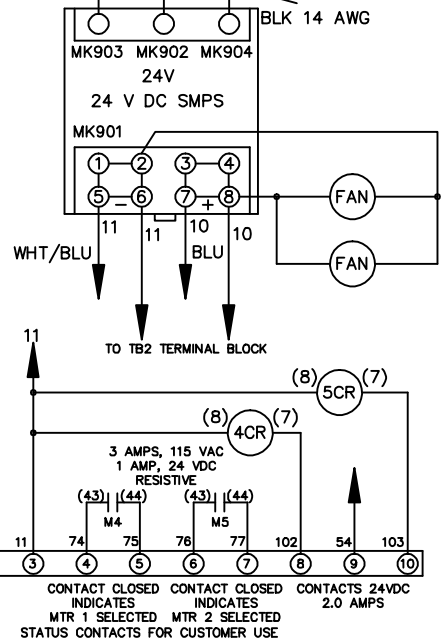 BLK 14 AWG
MK903 MK902 MK904
24V
24 V DC SMPS
MK901
1 2 3 4
5 − 6 7 + 8
FAN
FAN
11 11 10 10
WHT/BLU BLU
TO TB2 TERMINAL BLOCK
11
(8) 5CR (7)
(8) 4CR (7)
3 AMPS, 115 VAC
1 AMP, 24 VDC
RESISTIVE
(43) (44) (43) (44)
M4 M5
11 74 75 76 77 102 54 103
3 4 5 6 7 8 9 10
CONTACT CLOSED CONTACT CLOSED CONTACTS 24VDC
INDICATES INDICATES 2.0 AMPS
MTR 1 SELECTED MTR 2 SELECTED
STATUS CONTACTS FOR CUSTOMER USE